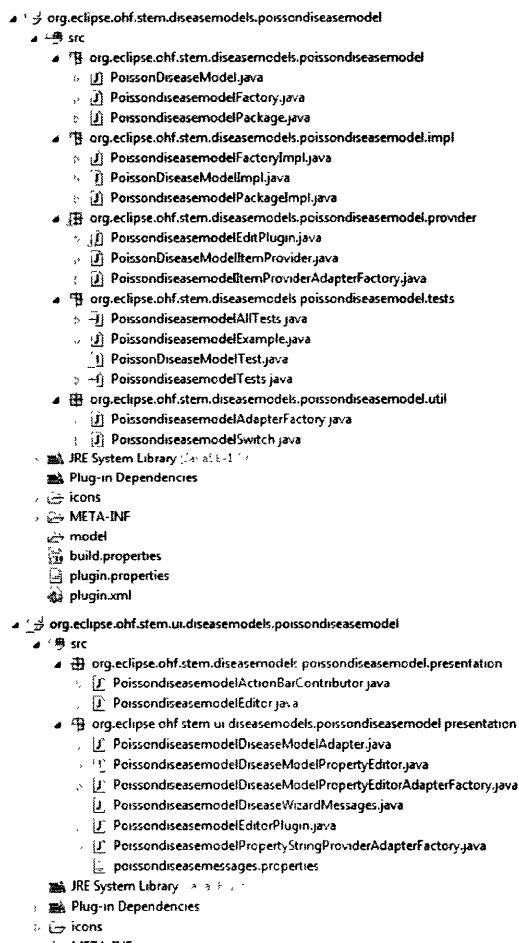 org.eclipse.ohf.stem.diseasemodels.poissondiseasemodel
src
org.eclipse.ohf.stem.diseasemodels.poissondiseasemodel
PoissonDiseaseModel.java
PoissondiseasemodelFactory.java
PoissondiseasemodelPackage.java
org.eclipse.ohf.stem.diseasemodels.poissondiseasemodel.impl
PoissondiseasemodelFactoryImpl.java
PoissonDiseaseModelImpl.java
PoissondiseasemodelPackageImpl.java
org.eclipse.ohf.stem.diseasemodels.poissondiseasemodel.provider
PoissondiseasemodelEditPlugin.java
PoissonDiseaseModelItemProvider.java
PoissondiseasemodelItemProviderAdapterFactory.java
org.eclipse.ohf.stem.diseasemodels poissondiseasemodel.tests
PoissondiseasemodelAllTests java
PoissondiseasemodelExample.java
PoissonDiseaseModelTest.java
PoissondiseasemodelTests java
org.eclipse.ohf.stem.diseasemodels.poissondiseasemodel.util
PoissondiseasemodelAdapterFactory java
PoissondiseasemodelSwitch java
JRE System Library
Plug-in Dependencies
icons
META-INF
model
build.properties
plugin.properties
plugin.xml
org.eclipse.ohf.stem.ui.diseasemodels.poissondiseasemodel
src
org.eclipse.ohf.stem.diseasemodels poissondiseasemodel.presentation
PoissondiseasemodelActionBarContributor java
PoissondiseasemodelEditor java
org.eclipse ohf stem ui diseasemodels.poissondiseasemodel presentation
PoissondiseasemodelDiseaseModelAdapter.java
PoissondiseasemodelDiseaseModelPropertyEditor.java
PoissondiseasemodelDiseaseModelPropertyEditorAdapterFactory.java
PoissondiseasemodelDiseaseWizardMessages.java
PoissondiseasemodelEditorPlugin.java
PoissondiseasemodelPropertyStringProviderAdapterFactory.java
poissondiseasemessages.properties
JRE System Library
Plug-in Dependencies
icons